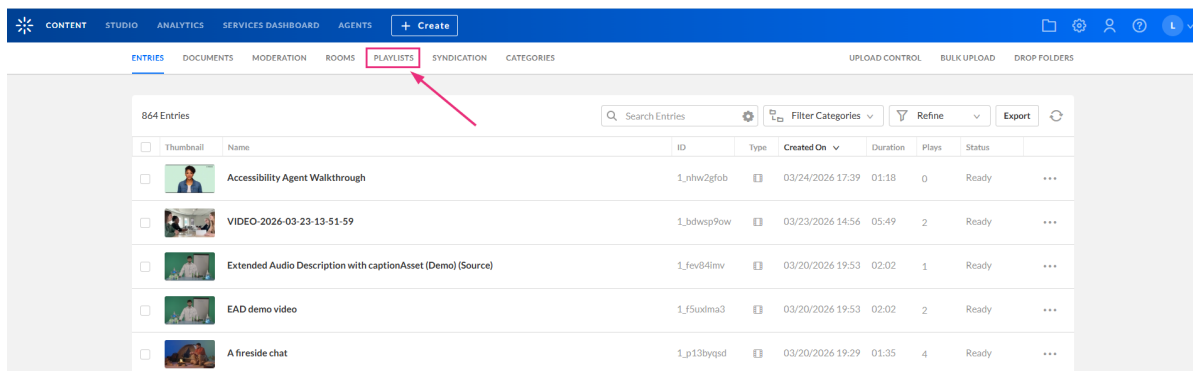 CONTENT STUDIO ANALYTICS SERVICES DASHBOARD AGENTS + Create L
ENTRIES DOCUMENTS MODERATION ROOMS PLAYLISTS SYNDICATION CATEGORIES UPLOAD CONTROL BULK UPLOAD DROP FOLDERS
864 Entries Search Entries Filter Categories Refine Export
Thumbnail Name ID Type Created On Duration Plays Status
Accessibility Agent Walkthrough 1_nhw2gfob 03/24/2026 17:39 01:18 0 Ready
VIDEO-2026-03-23-13-51-59 1_bdwsp9ow 03/23/2026 14:56 05:49 2 Ready
Extended Audio Description with captionAsset (Demo) (Source) 1_fev84imv 03/20/2026 19:53 02:02 1 Ready
EAD demo video 1_f5uxlma3 03/20/2026 19:53 02:02 2 Ready
A fireside chat 1_p13byqsd 03/20/2026 19:29 01:35 4 Ready